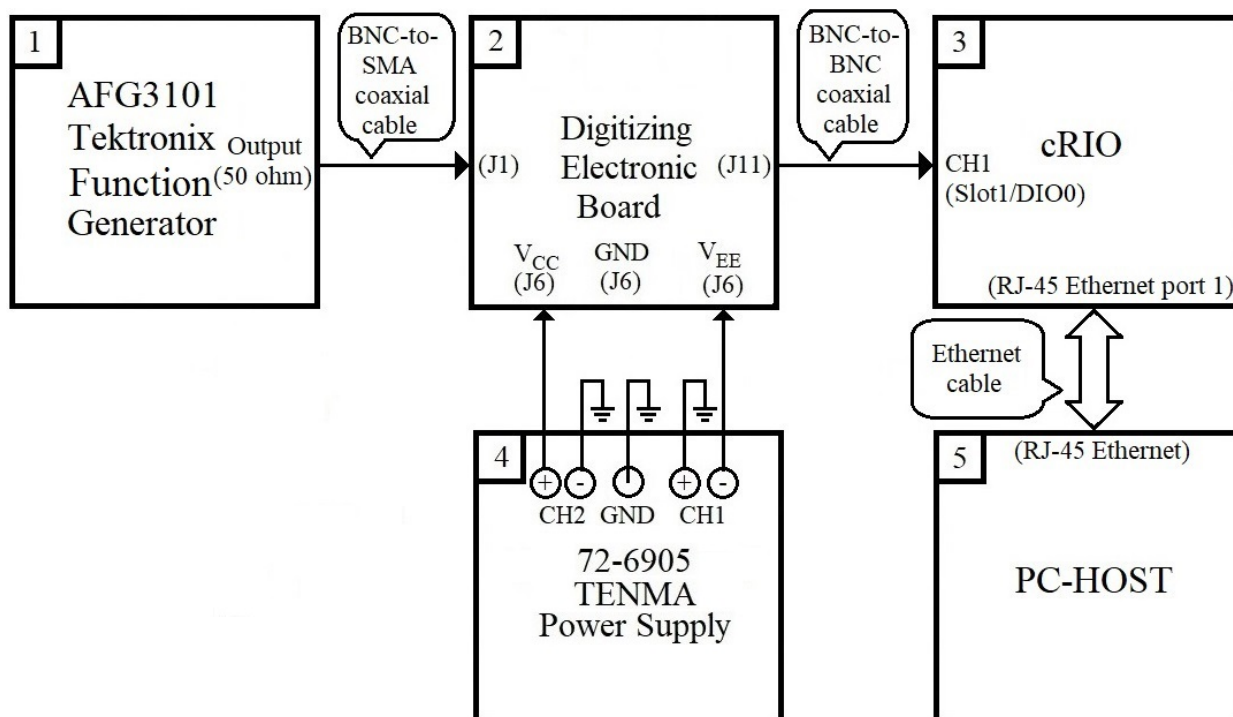 1
AFG3101
Tektronix
Function
Generator
Output
(50 ohm)
BNC-to-
SMA
coaxial
cable
2
Digitizing
Electronic
Board
(J1)
(J11)
V_CC
(J6)
GND
(J6)
V_EE
(J6)
BNC-to-
BNC
coaxial
cable
3
cRIO
CH1
(Slot1/DIO0)
(RJ-45 Ethernet port 1)
Ethernet
cable
4
+
-
+
-
CH2
GND
CH1
72-6905
TENMA
Power Supply
5
(RJ-45 Ethernet)
PC-HOST